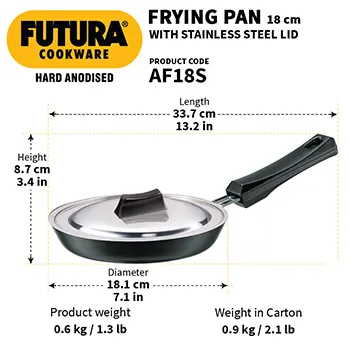 FUTURA®
COOKWARE
HARD ANODISED
FRYING PAN 18 cm
WITH STAINLESS STEEL LID
PRODUCT CODE
AF18S
Length
33.7 cm
13.2 in
Height
8.7 cm
3.4 in
Diameter
18.1 cm
7.1 in
Product weight
0.6 kg / 1.3 lb
Weight in Carton
0.9 kg / 2.1 lb